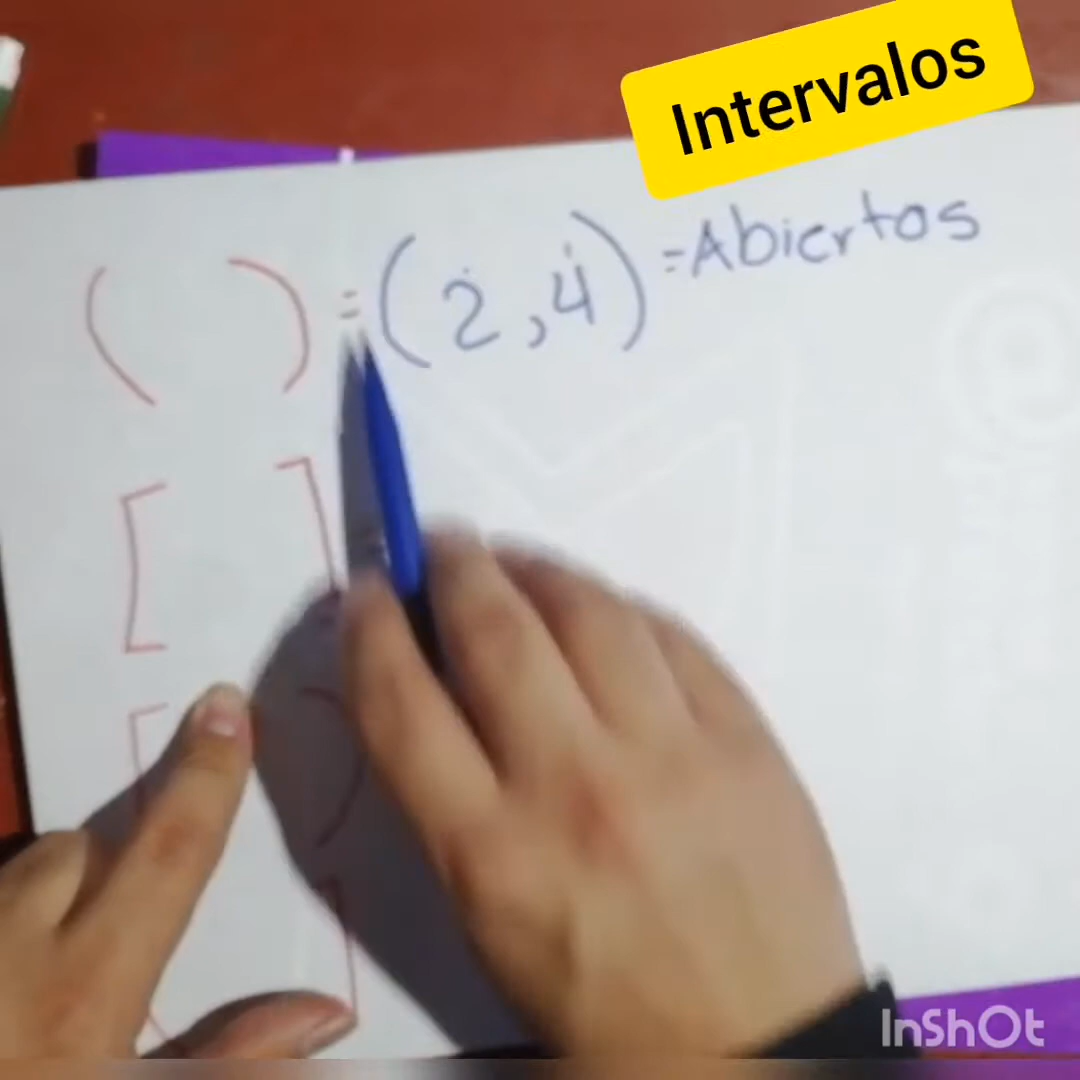 Intervalos
( ) = (2,4) = Abiertos
[ ]
[ )
InShOt